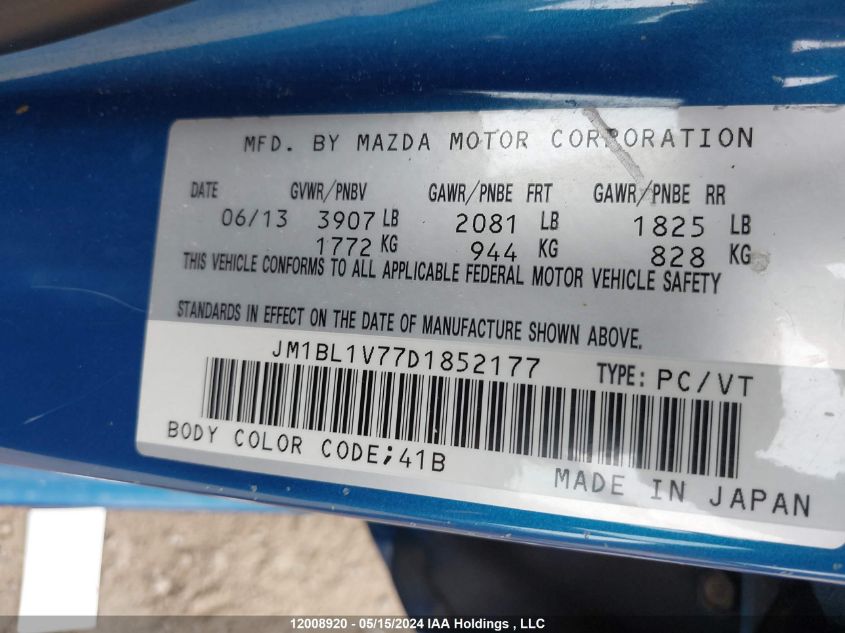 MFD. BY MAZDA MOTOR CORPORATION
DATE GVWR/PNBV GAWR/PNBE FRT GAWR/PNBE RR
06/13 3907 LB 2081 LB 1825 LB
1772 KG 944 KG 828 KG
THIS VEHICLE CONFORMS TO ALL APPLICABLE FEDERAL MOTOR VEHICLE SAFETY
STANDARDS IN EFFECT ON THE DATE OF MANUFACTURE SHOWN ABOVE.
JM1BL1V77D1852177 TYPE: PC/VT
BODY COLOR CODE;41B
MADE IN JAPAN
12008920 - 05/15/2024 IAA Holdings , LLC